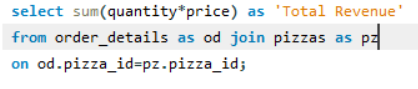 select sum(quantity*price) as 'Total Revenue'
from order_details as od join pizzas as pz
on od.pizza_id=pz.pizza_id;